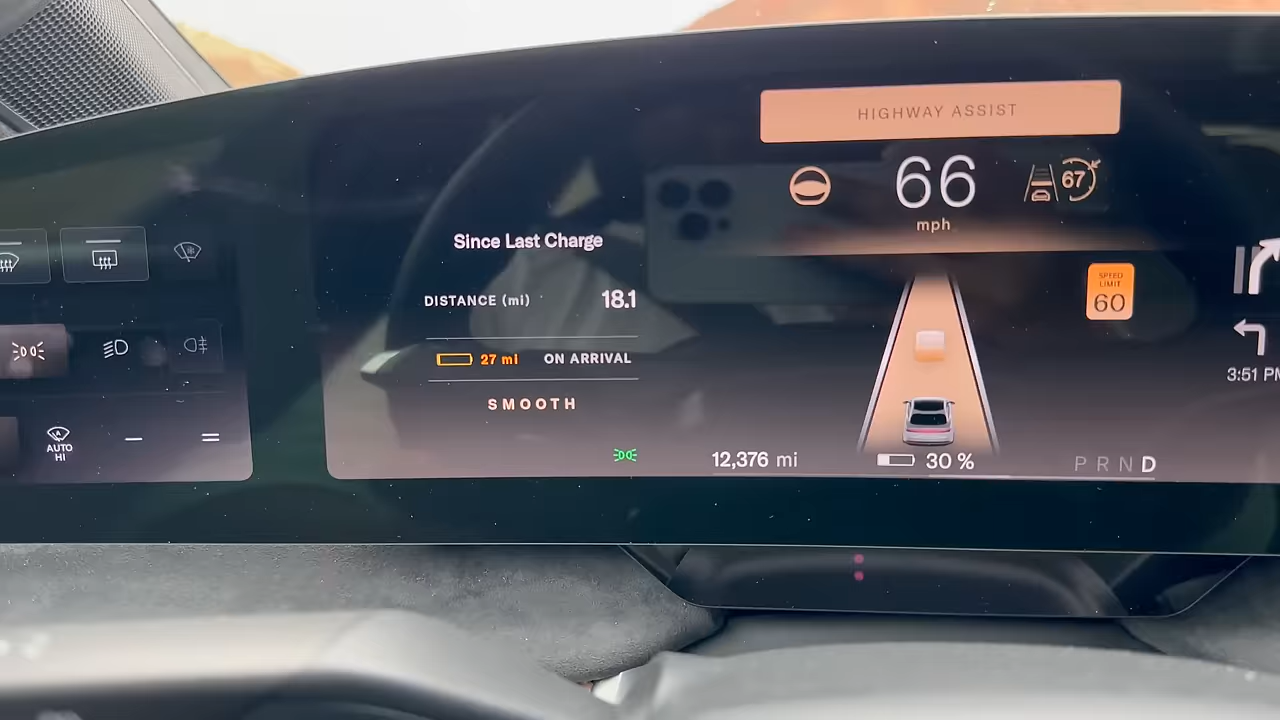 HIGHWAY ASSIST
66
mph
67
Since Last Charge
DISTANCE (mi) 18.1
27 mi ON ARRIVAL
SMOOTH
SPEED
LIMIT
60
3:51 PM
AUTO
HI
12,376 mi
30 %
P R N D